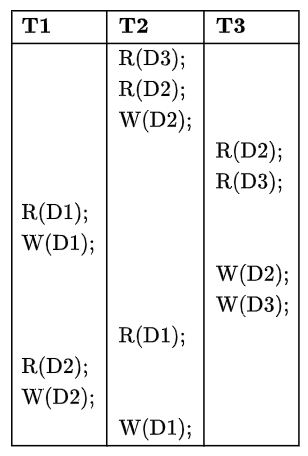 T1 T2 T3
R(D3);
R(D2);
W(D2);
R(D2);
R(D3);
R(D1);
W(D1);
W(D2);
W(D3);
R(D1);
R(D2);
W(D2);
W(D1);